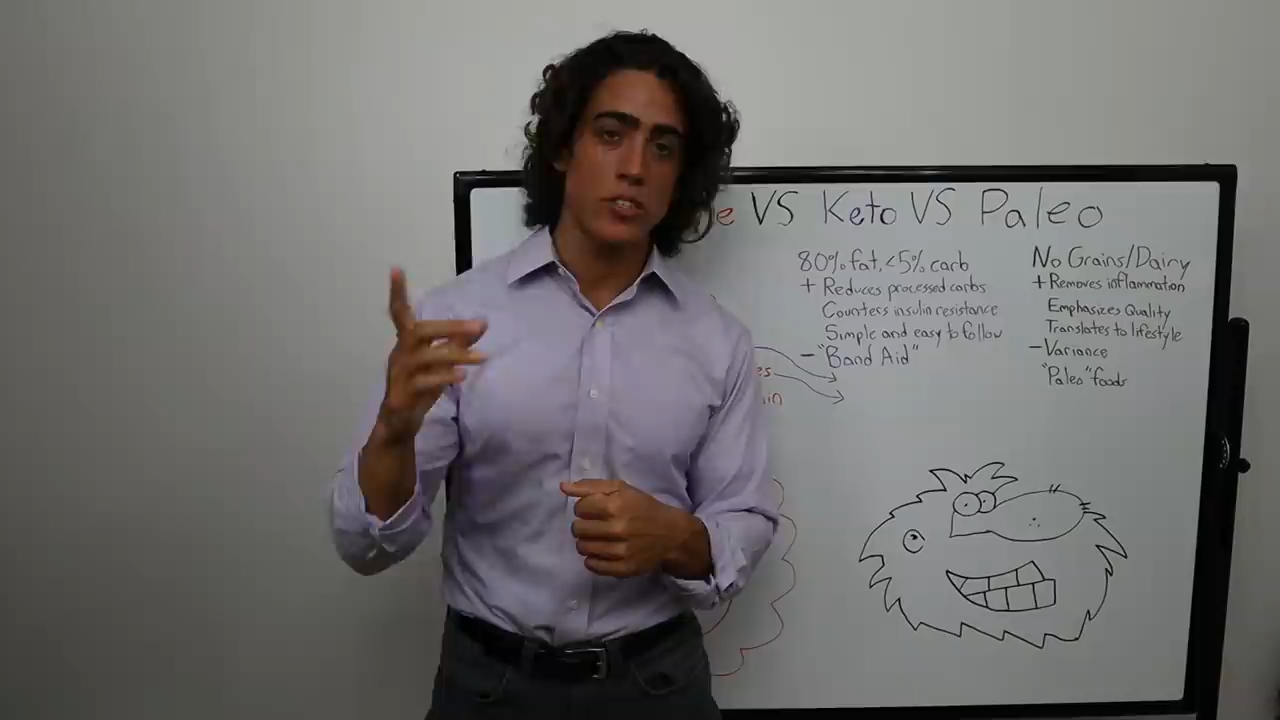 VS Keto VS Paleo
80% fat, <5% carb
+ Reduces processed carbs
Counters insulin resistance
Simple and easy to follow
- "Band Aid"
No Grains/Dairy
+ Removes inflammation
Emphasizes Quality
Translates to lifestyle
- Variance
"Paleo" foods